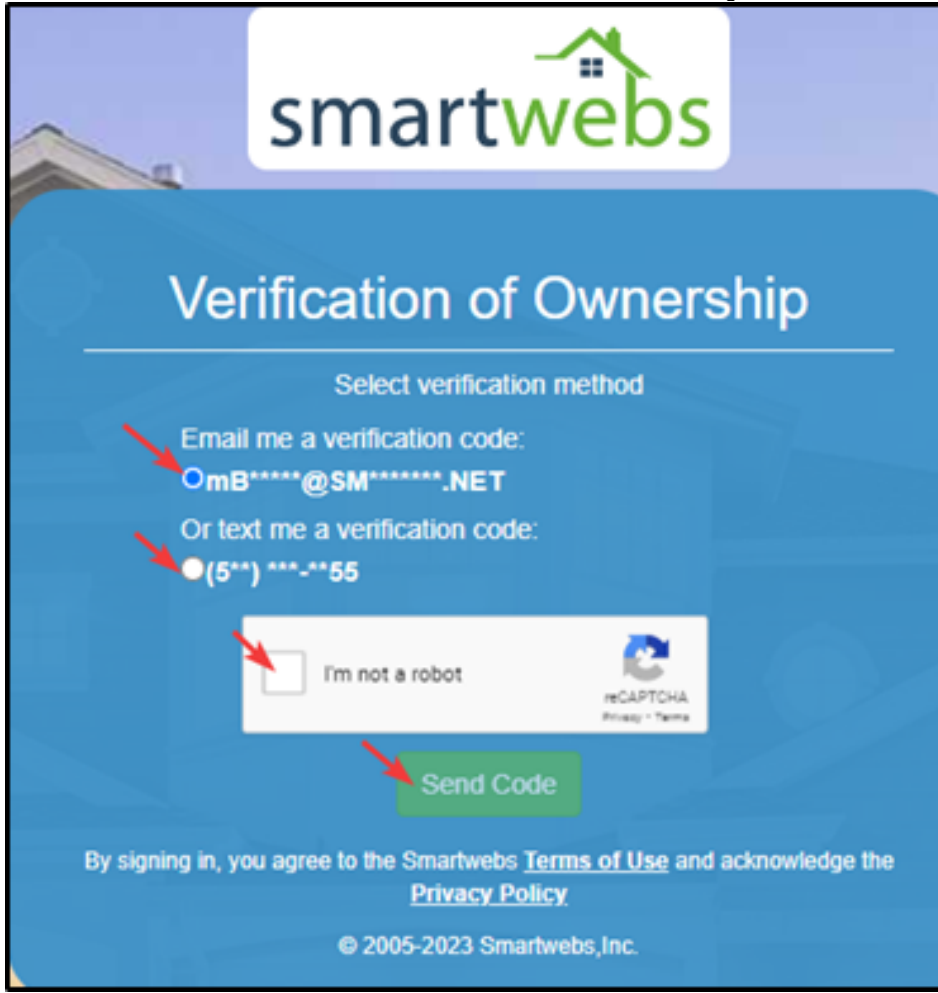 smartwebs
Verification of Ownership
Select verification method
Email me a verification code:
mB*****@SM*******.NET
Or text me a verification code:
(5**) ***-**55
I'm not a robot
reCAPTCHA
Privacy - Terms
Send Code
By signing in, you agree to the Smartwebs Terms of Use and acknowledge the
Privacy Policy
© 2005-2023 Smartwebs,Inc.